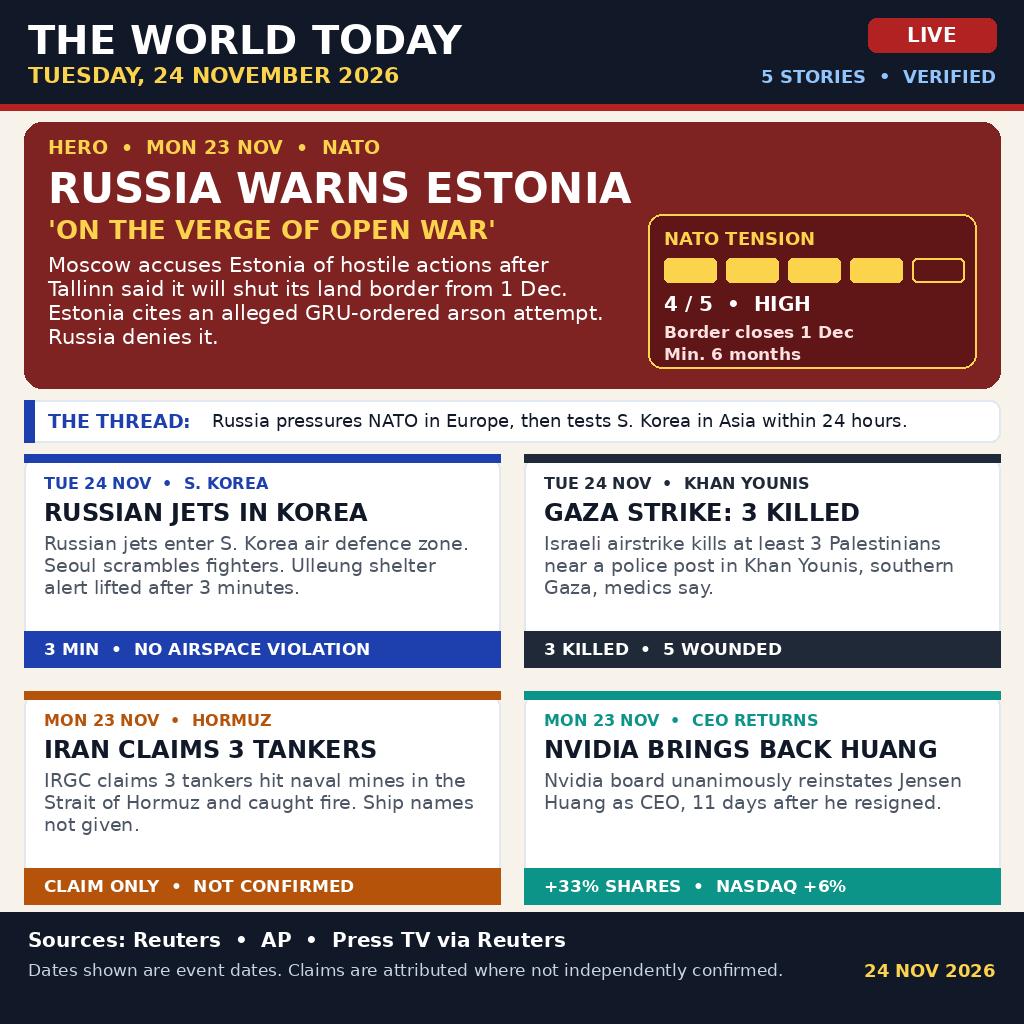 THE WORLD TODAY
LIVE
TUESDAY, 24 NOVEMBER 2026
5 STORIES • VERIFIED
HERO • MON 23 NOV • NATO
RUSSIA WARNS ESTONIA
'ON THE VERGE OF OPEN WAR'
Moscow accuses Estonia of hostile actions after
Tallinn said it will shut its land border from 1 Dec.
Estonia cites an alleged GRU-ordered arson attempt.
Russia denies it.
NATO TENSION
4 / 5 • HIGH
Border closes 1 Dec
Min. 6 months
THE THREAD: Russia pressures NATO in Europe, then tests S. Korea in Asia within 24 hours.
TUE 24 NOV • S. KOREA
RUSSIAN JETS IN KOREA
Russian jets enter S. Korea air defence zone.
Seoul scrambles fighters. Ulleung shelter
alert lifted after 3 minutes.
3 MIN • NO AIRSPACE VIOLATION
TUE 24 NOV • KHAN YOUNIS
GAZA STRIKE: 3 KILLED
Israeli airstrike kills at least 3 Palestinians
near a police post in Khan Younis, southern
Gaza, medics say.
3 KILLED • 5 WOUNDED
MON 23 NOV • HORMUZ
IRAN CLAIMS 3 TANKERS
IRGC claims 3 tankers hit naval mines in the
Strait of Hormuz and caught fire. Ship names
not given.
CLAIM ONLY • NOT CONFIRMED
MON 23 NOV • CEO RETURNS
NVIDIA BRINGS BACK HUANG
Nvidia board unanimously reinstates Jensen
Huang as CEO, 11 days after he resigned.
+33% SHARES • NASDAQ +6%
Sources: Reuters • AP • Press TV via Reuters
Dates shown are event dates. Claims are attributed where not independently confirmed.
24 NOV 2026